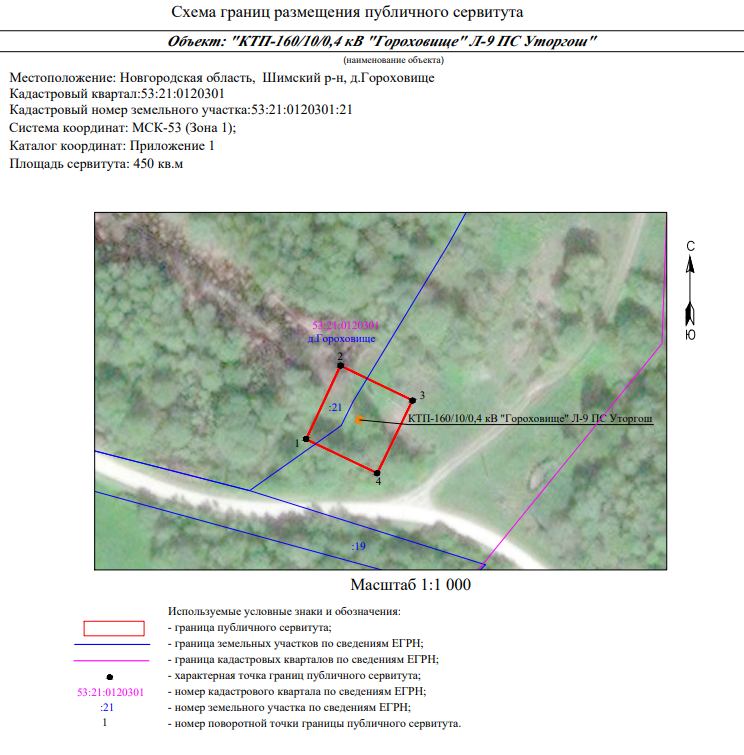 Схема границ размещения публичного сервитута
Объект: "КТП-160/10/0,4 кВ "Гороховище" Л-9 ПС Уторгош"
(наименование объекта)
Местоположение: Новгородская область, Шимский р-н, д.Гороховище
Кадастровый квартал:53:21:0120301
Кадастровый номер земельного участка:53:21:0120301:21
Система координат: МСК-53 (Зона 1);
Каталог координат: Приложение 1
Площадь сервитута: 450 кв.м
С
Ю
53:21:0120301
д.Гороховище
2
3
:21
КТП-160/10/0,4 кВ "Гороховище" Л-9 ПС Уторгош
1
4
:19
Масштаб 1:1 000
Используемые условные знаки и обозначения:
- граница публичного сервитута;
- граница земельных участков по сведениям ЕГРН;
- граница кадастровых кварталов по сведениям ЕГРН;
- характерная точка границ публичного сервитута;
53:21:0120301 - номер кадастрового квартала по сведениям ЕГРН;
:21 - номер земельного участка по сведениям ЕГРН;
1 - номер поворотной точки границы публичного сервитута.